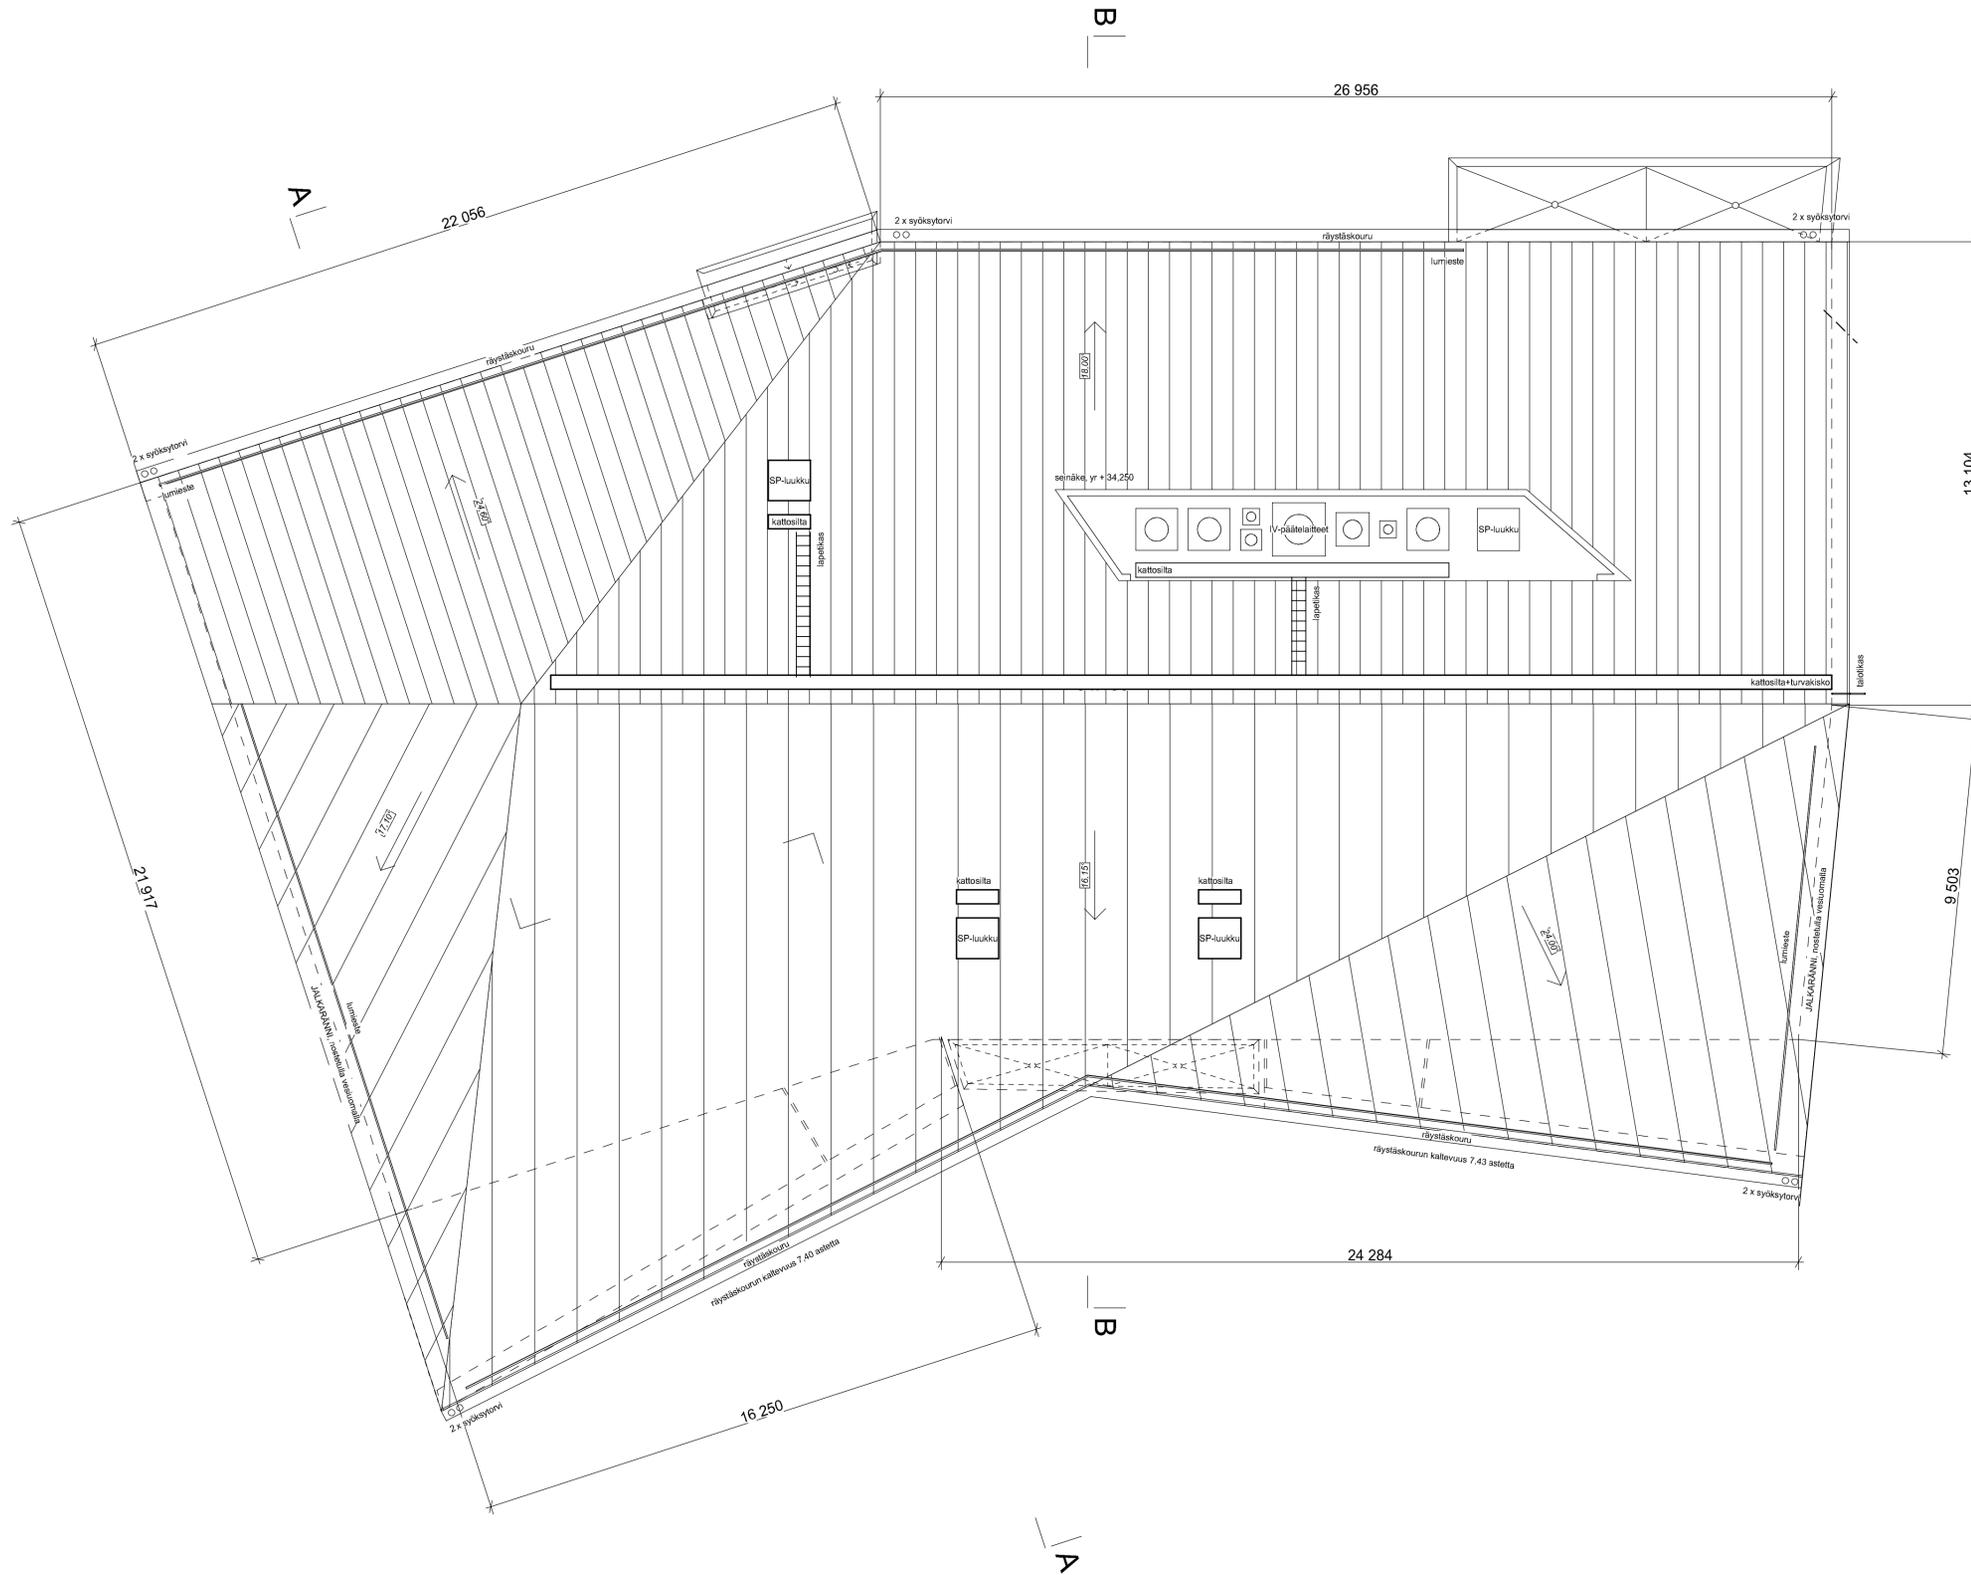 B
26 956
A
22 056
2 x syöksytorvi
2 x syöksytorvi
räystäskouru
lumieste
räystäskouru
18.00°
2 x syöksytorvi
lumieste
24,60°
13 104
SP-luukku
seinäke, yr + 34,250
kattosilta
lapetikas
IV-päätelaitteet
SP-luukku
kattosilta
lapetikas
kattosilta+turvakisko
talotikas
17,10°
16.15°
21 917
kattosilta
kattosilta
SP-luukku
SP-luukku
24,00°
lumieste
JALKARÄNNI, nostetulla vesiuomalla
9 503
JALKARÄNNI, nostetulla vesiuomalla
lumieste
räystäskouru
räystäskourun kaltevuus 7,43 astetta
2 x syöksytorvi
räystäskouru
räystäskourun kaltevuus 7,40 astetta
24 284
B
2 x syöksytorvi
16 250
A